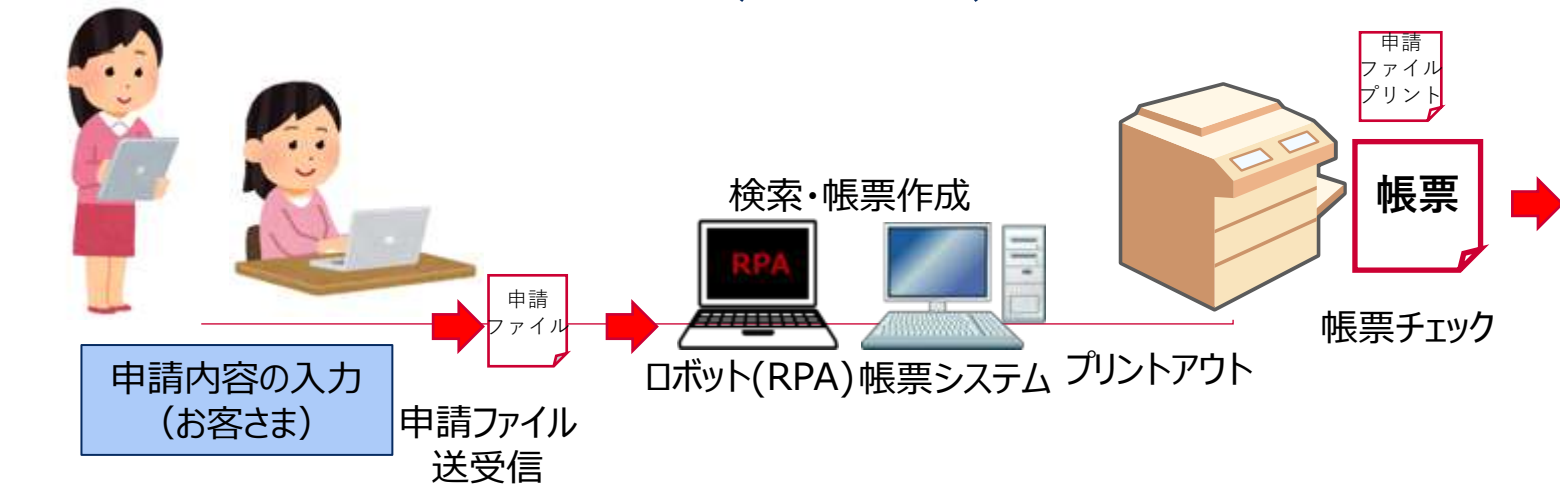 申請
ファイル
プリント
帳票
検索・帳票作成
RPA
申請
ファイル
帳票チェック
ロボット(RPA)
帳票システム
プリントアウト
申請内容の入力
（お客さま）
申請ファイル
送受信